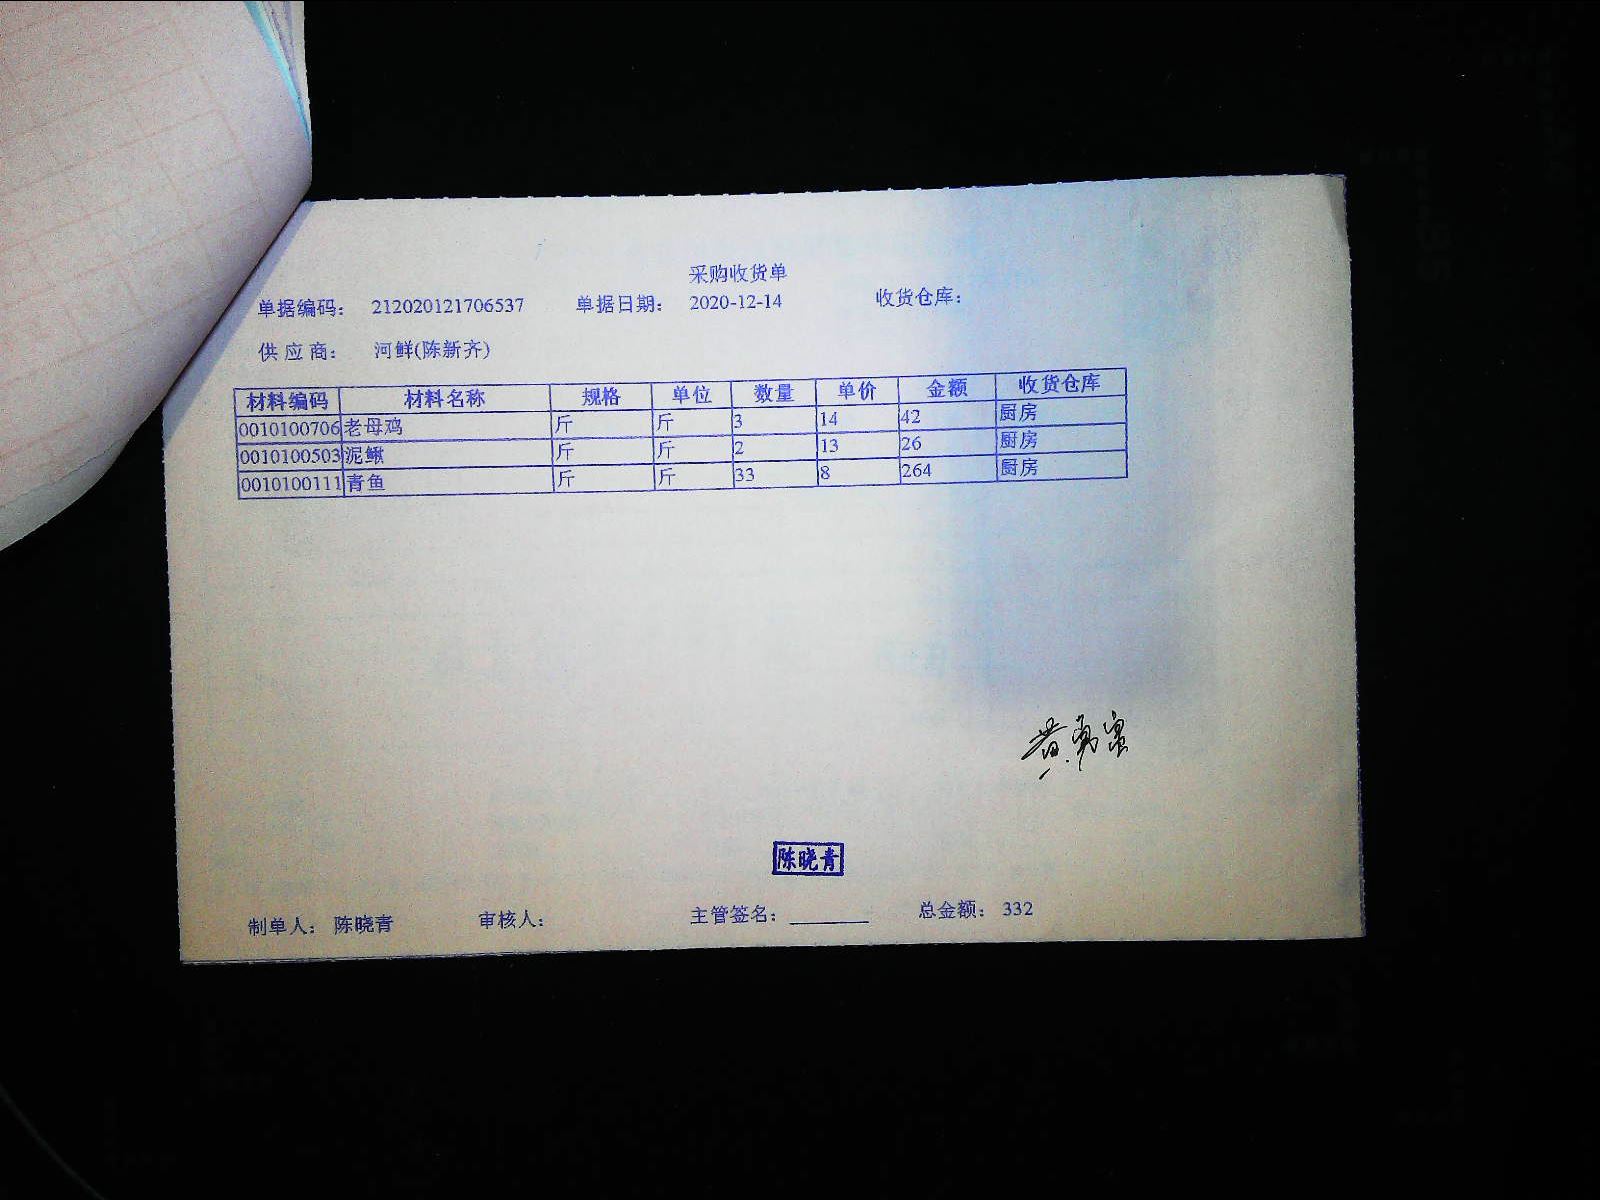 采购收货单
单据编码： 212020121706537 单据日期： 2020-12-14 收货仓库：
供 应 商： 河鲜(陈新齐)
材料编码 材料名称 规格 单位 数量 单价 金额 收货仓库
0010100706 老母鸡 斤 斤 3 14 42 厨房
0010100503 泥鳅 斤 斤 2 13 26 厨房
0010100111 青鱼 斤 斤 33 8 264 厨房
陈晓青
制单人： 陈晓青 审核人： 主管签名： ________ 总金额： 332